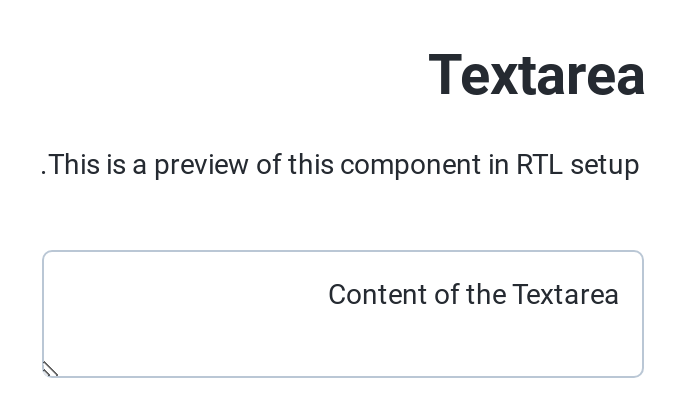 Textarea
.This is a preview of this component in RTL setup
Content of the Textarea